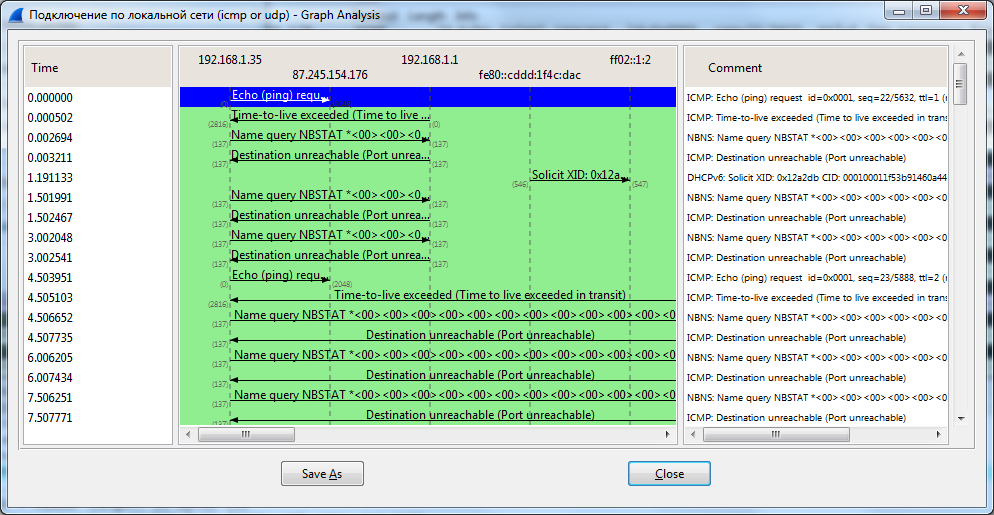 Подключение по локальной сети (icmp or udp) - Graph Analysis
Time
192.168.1.35
192.168.1.1
ff02::1:2
87.245.154.176
fe80::cddd:1f4c:dac
Comment
0.000000
Echo (ping) requ...
ICMP: Echo (ping) request id=0x0001, seq=22/5632, ttl=1 (
(0)
0.000502
Time-to-live exceeded (Time to live ...
ICMP: Time-to-live exceeded (Time to live exceeded in transit
(2816)
(0)
0.002694
Name query NBSTAT *<00><00><0...
NBNS: Name query NBSTAT *<00><00><00><00><00><0
(137)
(137)
0.003211
Destination unreachable (Port unrea...
ICMP: Destination unreachable (Port unreachable)
(137)
(137)
1.191133
Solicit XID: 0x12a...
DHCPv6: Solicit XID: 0x12a2db CID: 000100011f53b91460a44
(546)
(547)
1.501991
Name query NBSTAT *<00><00><0...
NBNS: Name query NBSTAT *<00><00><00><00><00><0
(137)
(137)
1.502467
Destination unreachable (Port unrea...
ICMP: Destination unreachable (Port unreachable)
(137)
(137)
3.002048
Name query NBSTAT *<00><00><0...
NBNS: Name query NBSTAT *<00><00><00><00><00><0
(137)
(137)
3.002541
Destination unreachable (Port unrea...
ICMP: Destination unreachable (Port unreachable)
(137)
(137)
4.503951
Echo (ping) requ...
ICMP: Echo (ping) request id=0x0001, seq=23/5888, ttl=2 (
(0)
(2048)
4.505103
Time-to-live exceeded (Time to live exceeded in transit)
ICMP: Time-to-live exceeded (Time to live exceeded in transit
(2816)
4.506652
Name query NBSTAT *<00><00><00><00><00><00><00><00><00><0
NBNS: Name query NBSTAT *<00><00><00><00><00><0
(137)
4.507735
Destination unreachable (Port unreachable)
ICMP: Destination unreachable (Port unreachable)
(137)
6.006205
Name query NBSTAT *<00><00><00><00><00><00><00><00><00><0
NBNS: Name query NBSTAT *<00><00><00><00><00><0
(137)
6.007434
Destination unreachable (Port unreachable)
ICMP: Destination unreachable (Port unreachable)
(137)
7.506251
Name query NBSTAT *<00><00><00><00><00><00><00><00><00><0
NBNS: Name query NBSTAT *<00><00><00><00><00><0
(137)
7.507771
Destination unreachable (Port unreachable)
ICMP: Destination unreachable (Port unreachable)
(137)
Save As
Close